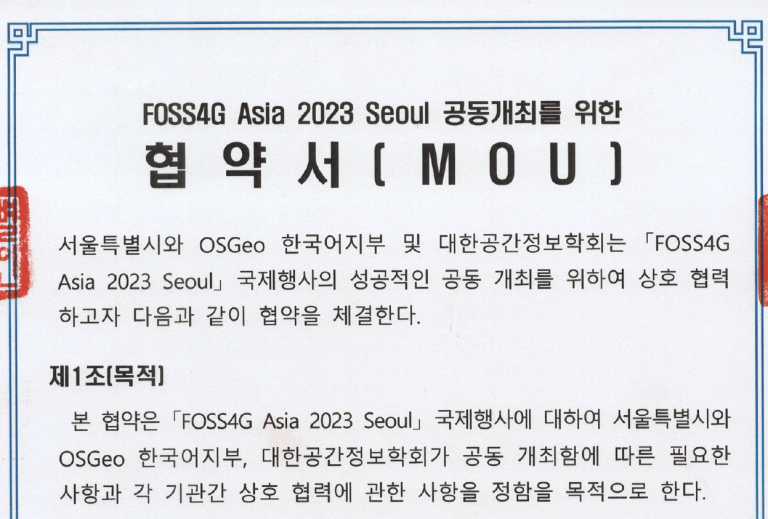 FOSS4G Asia 2023 Seoul 공동개최를 위한
협 약 서 ( M O U )
서울특별시와 OSGeo 한국어지부 및 대한공간정보학회는 「FOSS4G
Asia 2023 Seoul」 국제행사의 성공적인 공동 개최를 위하여 상호 협력
하고자 다음과 같이 협약을 체결한다.
제1조(목적)
본 협약은 「FOSS4G Asia 2023 Seoul」 국제행사에 대하여 서울특별시와
OSGeo 한국어지부, 대한공간정보학회가 공동 개최함에 따른 필요한
사항과 각 기관간 상호 협력에 관한 사항을 정함을 목적으로 한다.